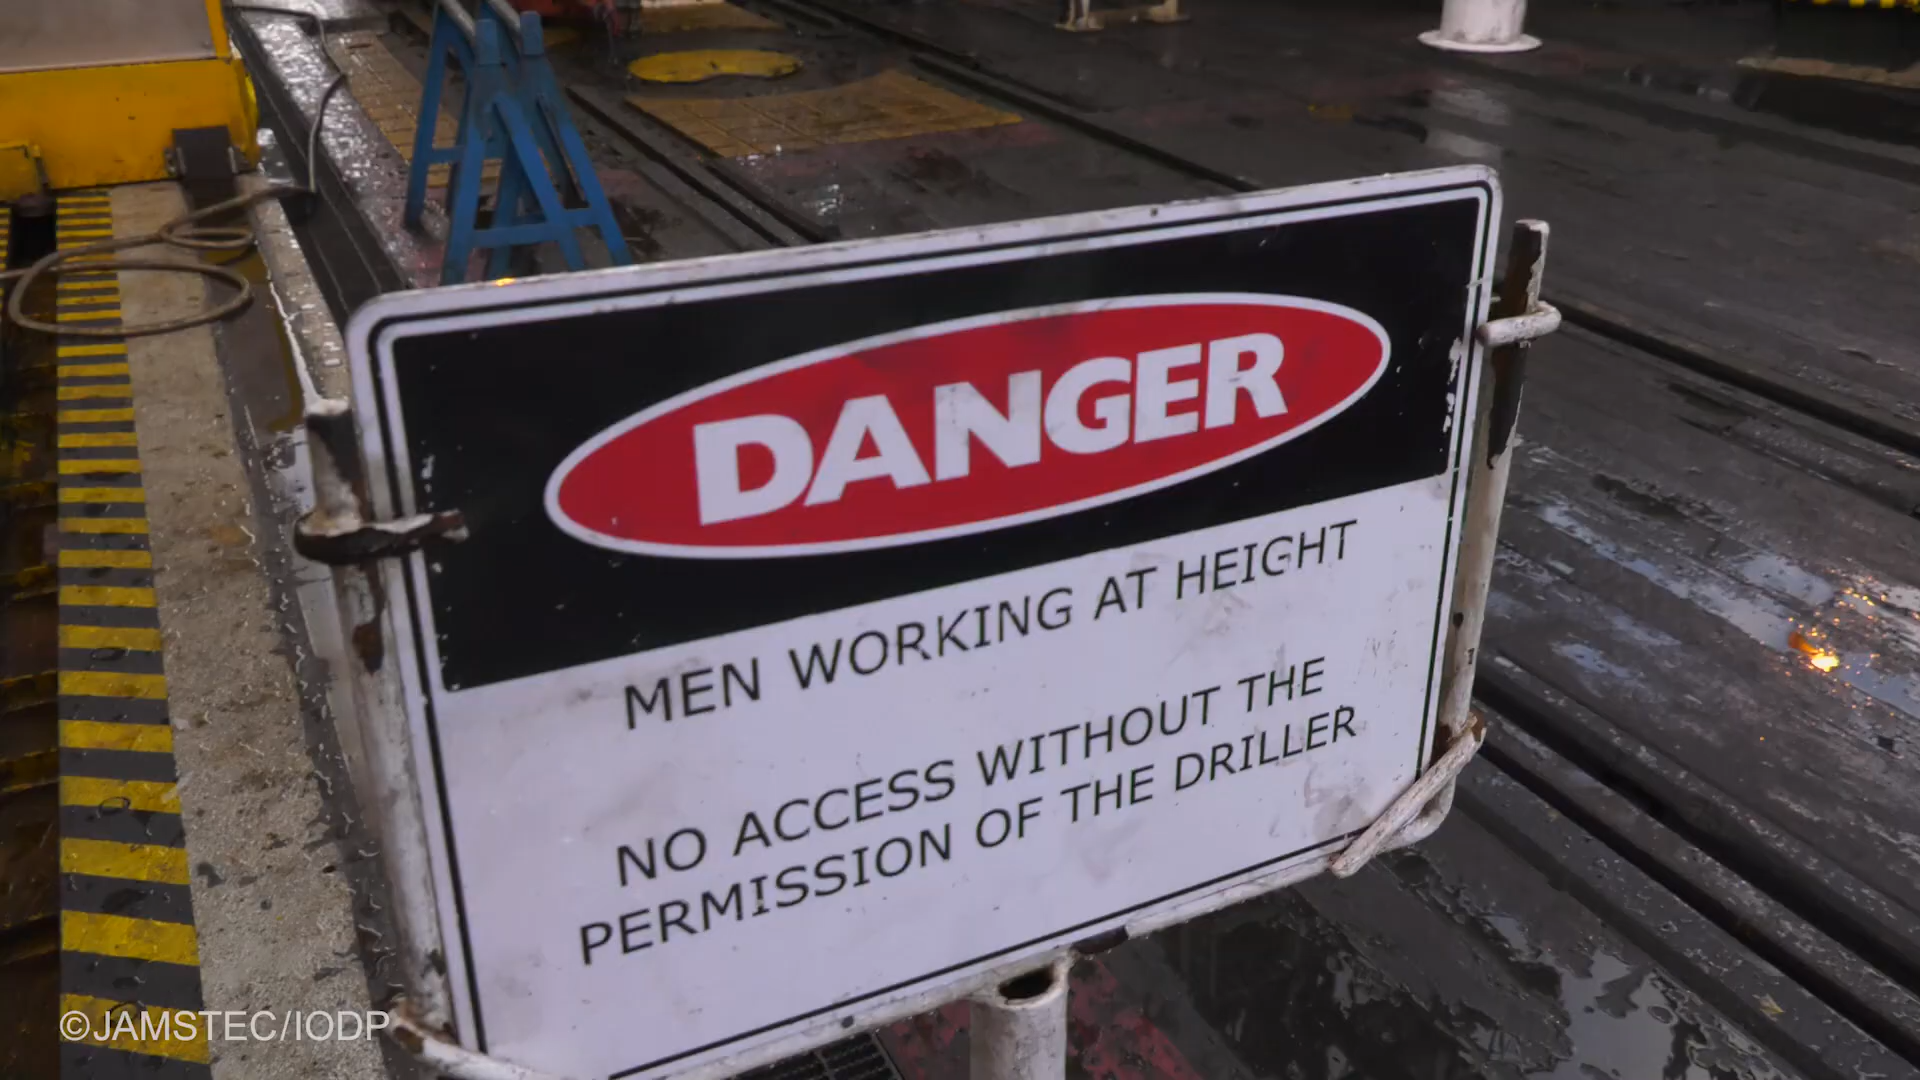 DANGER
MEN WORKING AT HEIGHT
NO ACCESS WITHOUT THE
PERMISSION OF THE DRILLER
©JAMSTEC/IODP